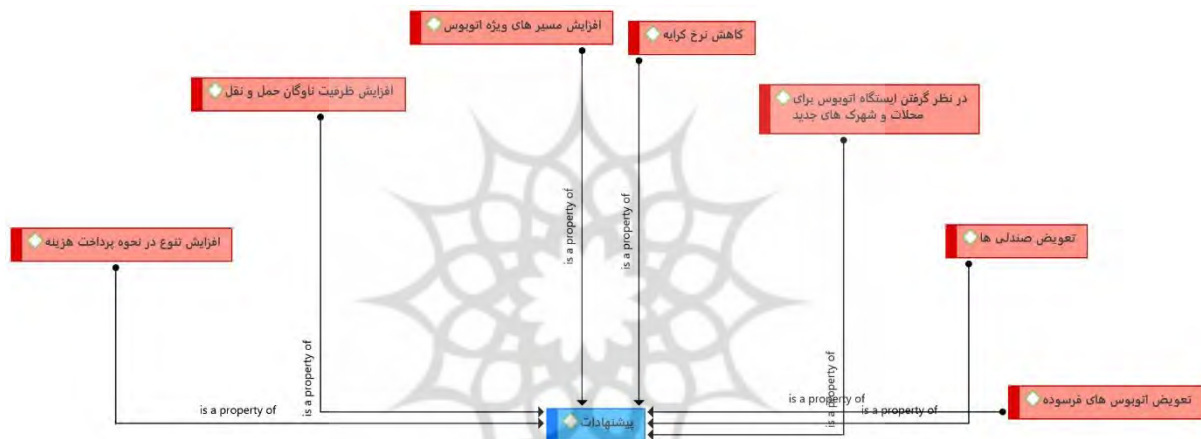 افزایش مسیر های ویژه اتوبوس
کاهش نرخ کرایه
افزایش ظرفیت ناوگان حمل و نقل
در نظر گرفتن ایستگاه اتوبوس برای
محلات و شهرک های جدید
افزایش تنوع در نحوه پرداخت هزینه
تعویض صندلی ها
is a property of
is a property of
is a property of
is a property of
is a property of
is a property of
is a property of
تعویض اتوبوس های فرسوده
پیشنهادات